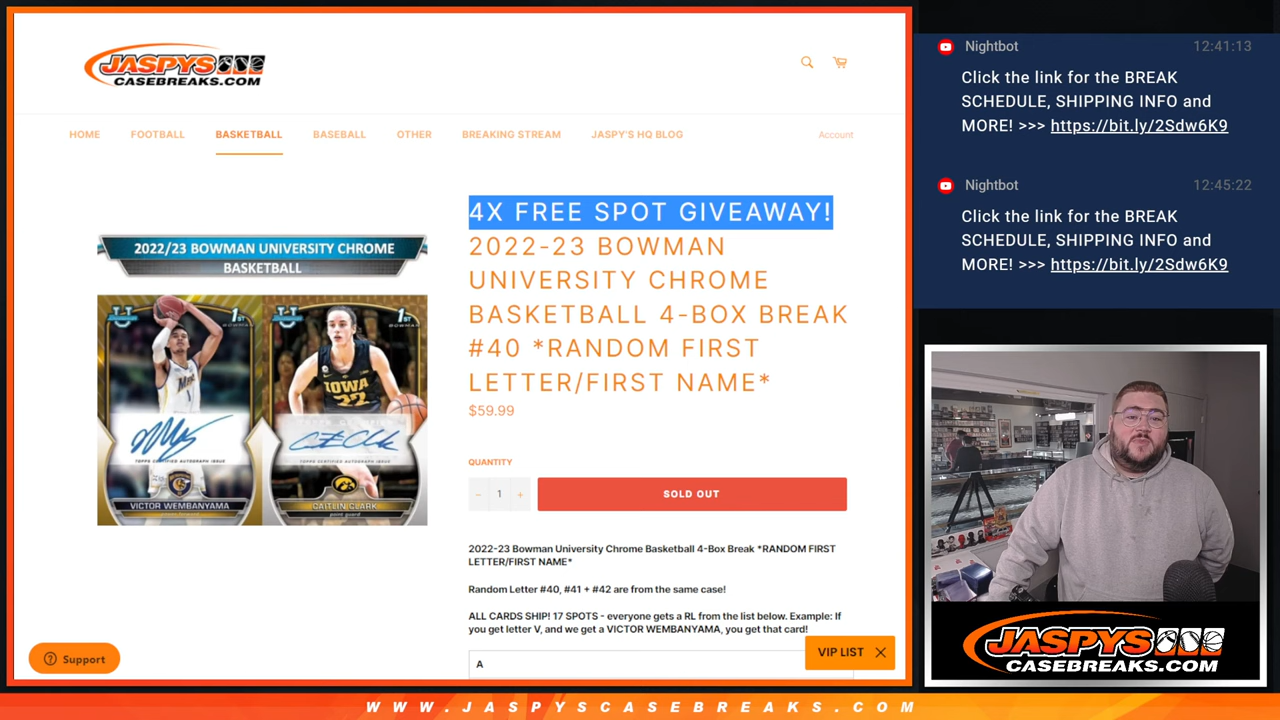 JASPYS
CASEBREAKS.COM
HOME
FOOTBALL
BASKETBALL
BASEBALL
OTHER
BREAKING STREAM
JASPY'S HQ BLOG
Account
2022/23 BOWMAN UNIVERSITY CHROME
BASKETBALL
1ST
1ST
IOWA
22
VICTOR WEMBANYAMA
CAITLIN CLARK
4X FREE SPOT GIVEAWAY!
2022-23 BOWMAN
UNIVERSITY CHROME
BASKETBALL 4-BOX BREAK
#40 *RANDOM FIRST
LETTER/FIRST NAME*
$59.99
QUANTITY
− 1 +
SOLD OUT
2022-23 Bowman University Chrome Basketball 4-Box Break *RANDOM FIRST
LETTER/FIRST NAME*
Random Letter #40, #41 + #42 are from the same case!
ALL CARDS SHIP! 17 SPOTS - everyone gets a RL from the list below. Example: If
you get letter V, and we get a VICTOR WEMBANYAMA, you get that card!
A
Support
VIP LIST
Nightbot 12:41:13
Click the link for the BREAK
SCHEDULE, SHIPPING INFO and
MORE! >>> https://bit.ly/2Sdw6K9
Nightbot 12:45:22
Click the link for the BREAK
SCHEDULE, SHIPPING INFO and
MORE! >>> https://bit.ly/2Sdw6K9
JASPYS
CASEBREAKS.COM
WWW.JASPYSCASEBREAKS.COM